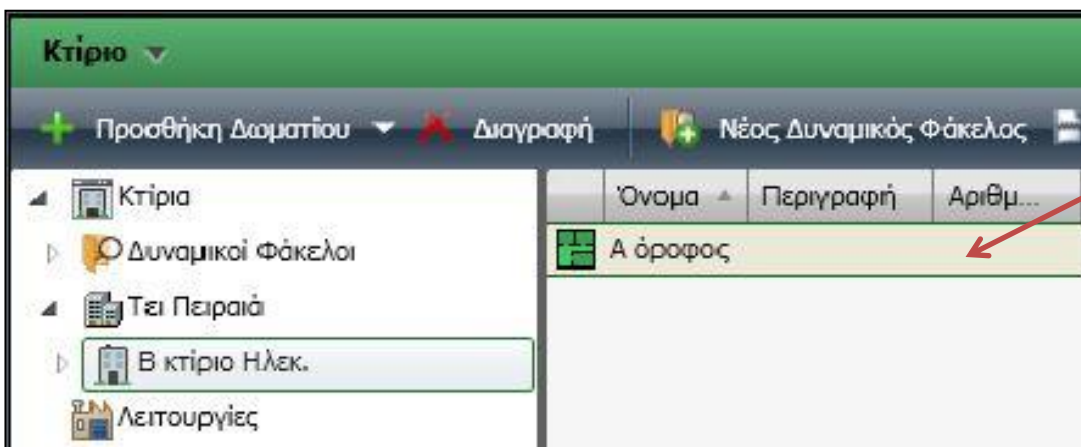 Κτίριο
Προσθήκη Δωματίου Διαγραφή Νέος Δυναμικός Φάκελος
Κτίρια
Δυναμικοί Φάκελοι
Τει Πειραιά
Β κτίριο Ηλεκ.
Λειτουργίες
Όνομα Περιγραφή Αριθμ...
Α όροφος